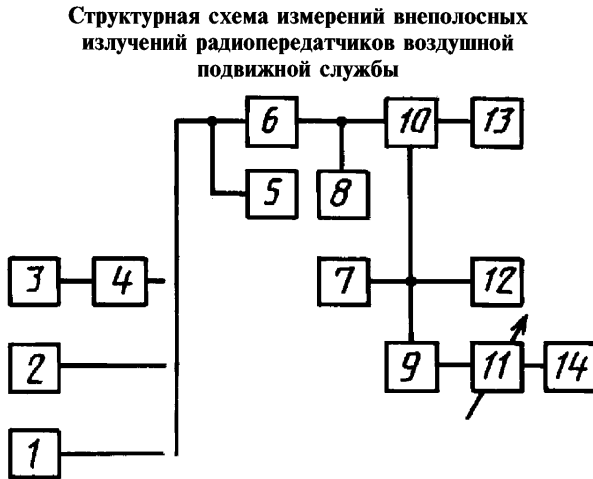 Структурная схема измерений внеполосных
излучений радиопередатчиков воздушной
подвижной службы
6 10 13
5 8
3 4 7 12
2 9 11 14
1